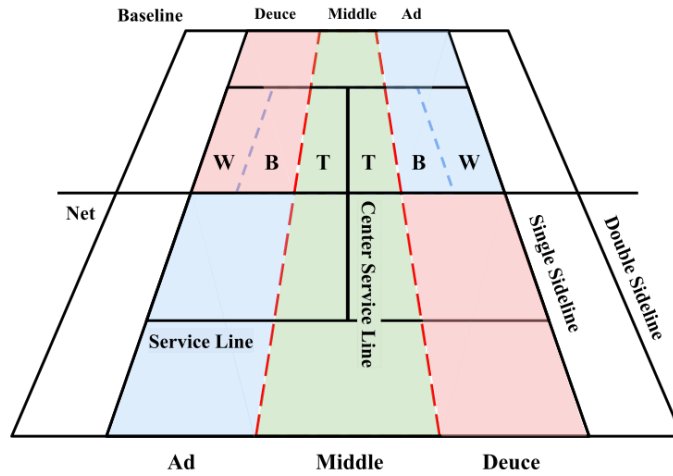 Baseline
Deuce
Middle
Ad
W
B
T
T
B
W
Net
Center Service Line
Single Sideline
Double Sideline
Service Line
Ad
Middle
Deuce